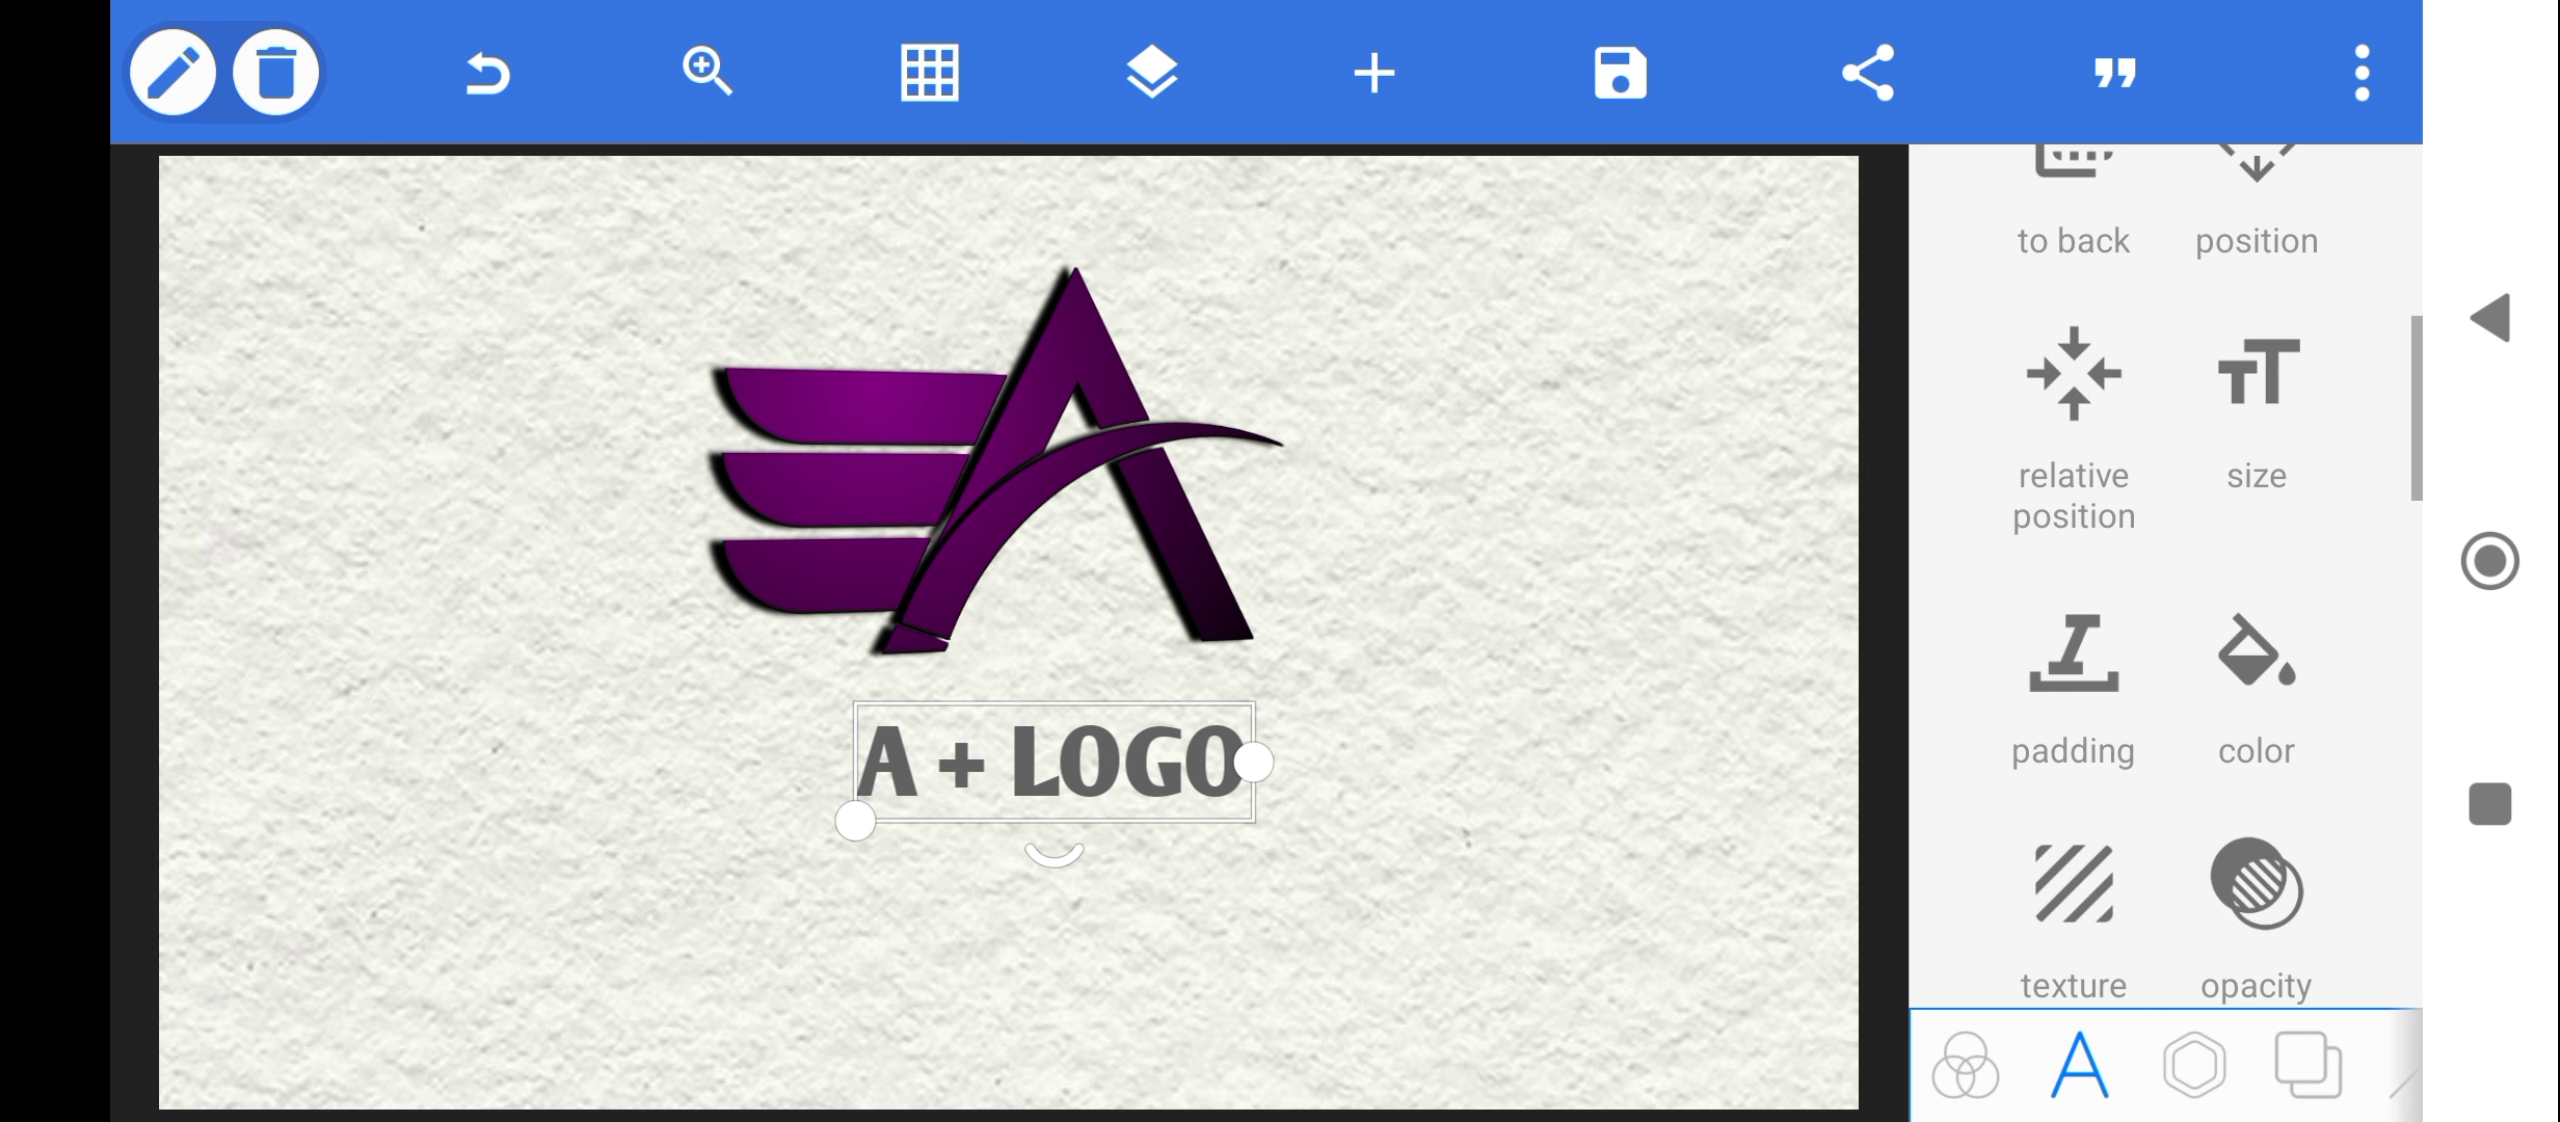 A + LOGO
to back
position
relative
position
size
padding
color
texture
opacity